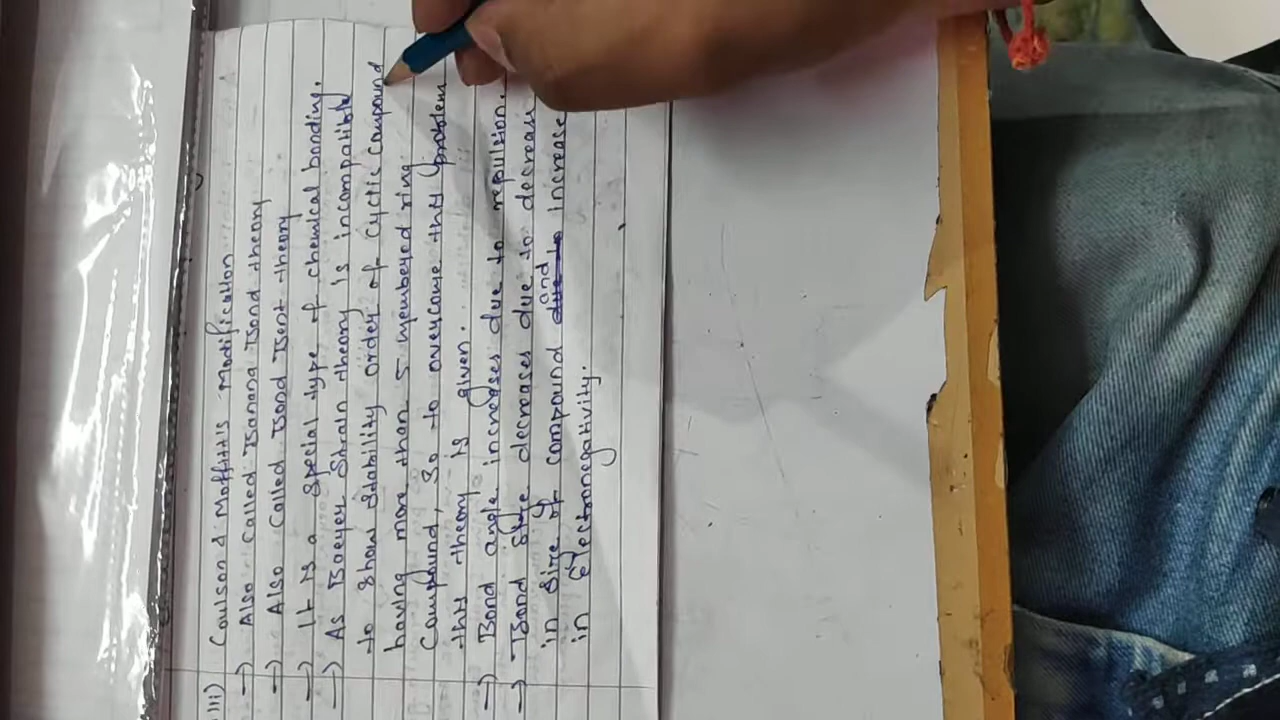 iii) Coulson & Moffitt's Modification
→ Also called Banana Bond theory
→ Also Called Bond Bent theory
→ It is a special type of chemical bonding.
→ As Baeyer Strain theory is incompatible
to show stability order of cyclic compound
having more than 5 membered ring
Compound, So to overcome this problem
this theory is given.
→ Bond angle increases due to repulsion.
→ Bond decreases due to decrease
in size of compound and due to increase
in electronegativity.